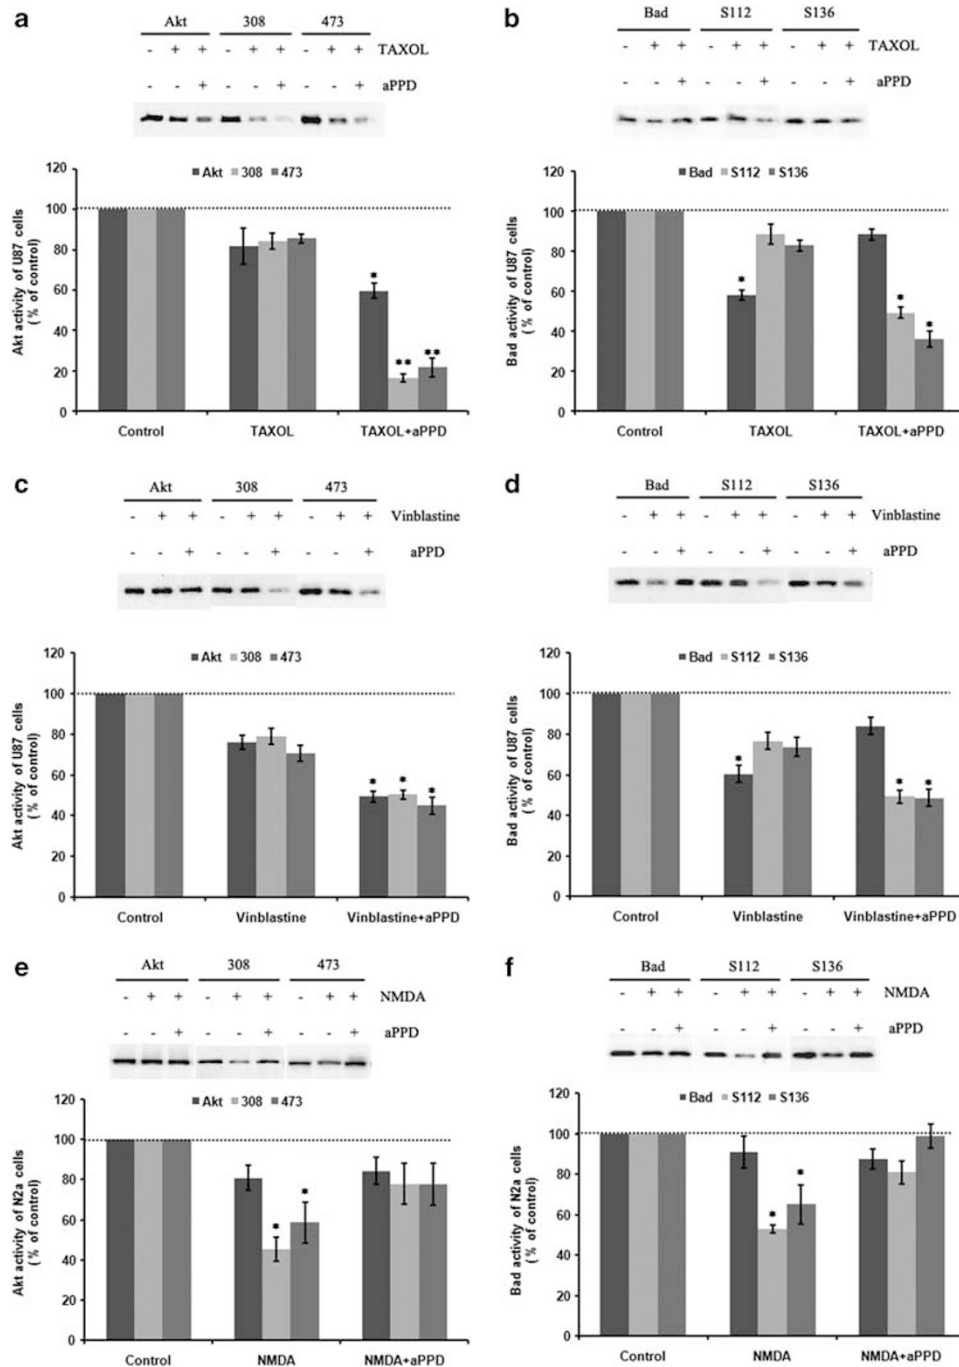 a
Akt 308 473
- + + - + + - + + TAXOL
- - + - - + - - + aPPD
Akt 308 473
Akt activity of U87 cells
( % of control)
120
100
80
60
40
20
0
*
**
**
Control TAXOL TAXOL+aPPD
b
Bad S112 S136
- + + - + + - + + TAXOL
- - + - - + - - + aPPD
Bad S112 S136
Bad activity of U87 cells
( % of control)
120
100
80
60
40
20
0
*
*
*
Control TAXOL TAXOL+aPPD
c
Akt 308 473
- + + - + + - + + Vinblastine
- - + - - + - - + aPPD
Akt 308 473
Akt activity of U87 cells
( % of control)
120
100
80
60
40
20
0
* * *
Control Vinblastine Vinblastine+aPPD
d
Bad S112 S136
- + + - + + - + + Vinblastine
- - + - - + - - + aPPD
Bad S112 S136
Bad activity of U87 cells
( % of control)
120
100
80
60
40
20
0
*
* *
Control Vinblastine Vinblastine+aPPD
e
Akt 308 473
- + + - + + - + + NMDA
- - + - - + - - + aPPD
Akt 308 473
Akt activity of N2a cells
( % of control)
120
100
80
60
40
20
0
*
*
Control NMDA NMDA+aPPD
f
Bad S112 S136
- + + - + + - + + NMDA
- - + - - + - - + aPPD
Bad S112 S136
Bad activity of N2a cells
( % of control)
120
100
80
60
40
20
0
*
*
Control NMDA NMDA+aPPD